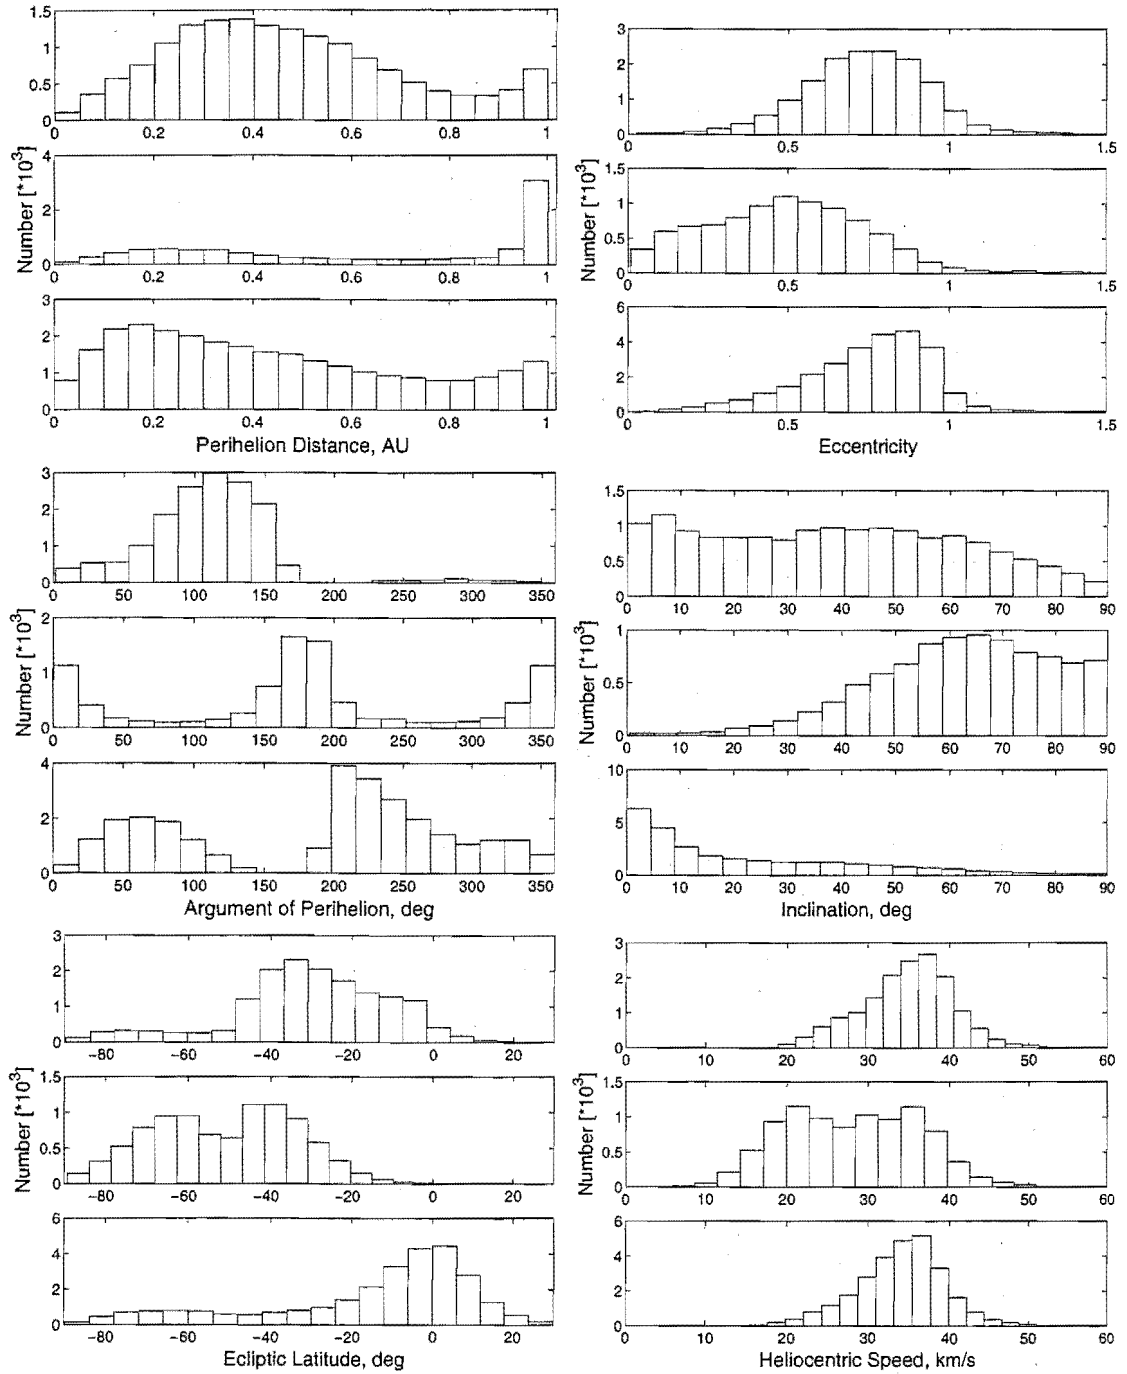 1.5
1
0.5
0
0 0.2 0.4 0.6 0.8 1
4
2
0
0 0.2 0.4 0.6 0.8 1
Number [*10^3]
3
2
1
0
0 0.2 0.4 0.6 0.8 1
Perihelion Distance, AU
3
2
1
0
0 0.5 1 1.5
1.5
1
0.5
0
0 0.5 1 1.5
Number [*10^3]
6
4
2
0
0 0.5 1 1.5
Eccentricity
3
2
1
0
0 50 100 150 200 250 300 350
2
1
0
0 50 100 150 200 250 300 350
Number [*10^3]
4
2
0
0 50 100 150 200 250 300 350
Argument of Perihelion, deg
1.5
1
0.5
0
0 10 20 30 40 50 60 70 80 90
1
0.5
0
0 10 20 30 40 50 60 70 80 90
Number [*10^3]
10
5
0
0 10 20 30 40 50 60 70 80 90
Inclination, deg
3
2
1
0
−80 −60 −40 −20 0 20
1.5
1
0.5
0
−80 −60 −40 −20 0 20
Number [*10^3]
6
4
2
0
−80 −60 −40 −20 0 20
Ecliptic Latitude, deg
3
2
1
0
0 10 20 30 40 50 60
1.5
1
0.5
0
0 10 20 30 40 50 60
Number [*10^3]
6
4
2
0
0 10 20 30 40 50 60
Heliocentric Speed, km/s